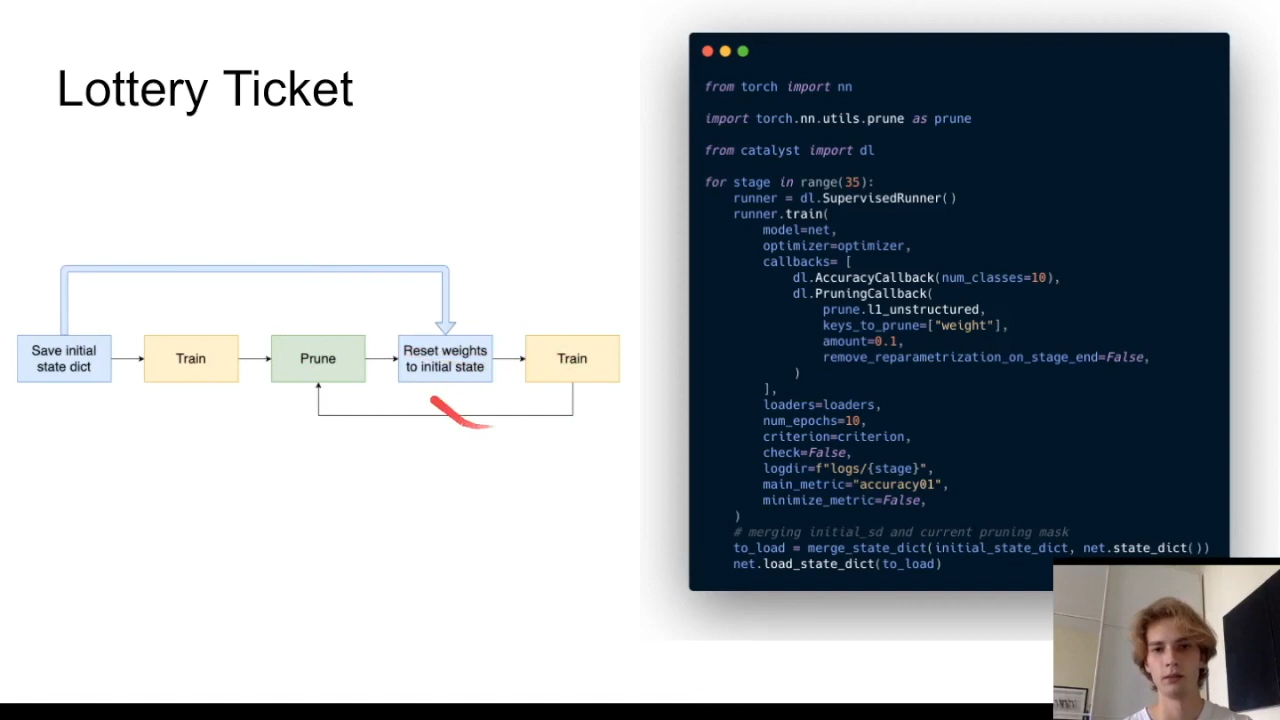 Lottery Ticket
Save initial
state dict
Train
Prune
Reset weights
to initial state
Train
from torch import nn
import torch.nn.utils.prune as prune
from catalyst import dl
for stage in range(35):
    runner = dl.SupervisedRunner()
    runner.train(
        model=net,
        optimizer=optimizer,
        callbacks= [
            dl.AccuracyCallback(num_classes=10),
            dl.PruningCallback(
                prune.l1_unstructured,
                keys_to_prune=["weight"],
                amount=0.1,
                remove_reparametrization_on_stage_end=False,
            )
        ],
        loaders=loaders,
        num_epochs=10,
        criterion=criterion,
        check=False,
        logdir=f"logs/{stage}",
        main_metric="accuracy01",
        minimize_metric=False,
    )
    # merging initial_sd and current pruning mask
    to_load = merge_state_dict(initial_state_dict, net.state_dict())
    net.load_state_dict(to_load)